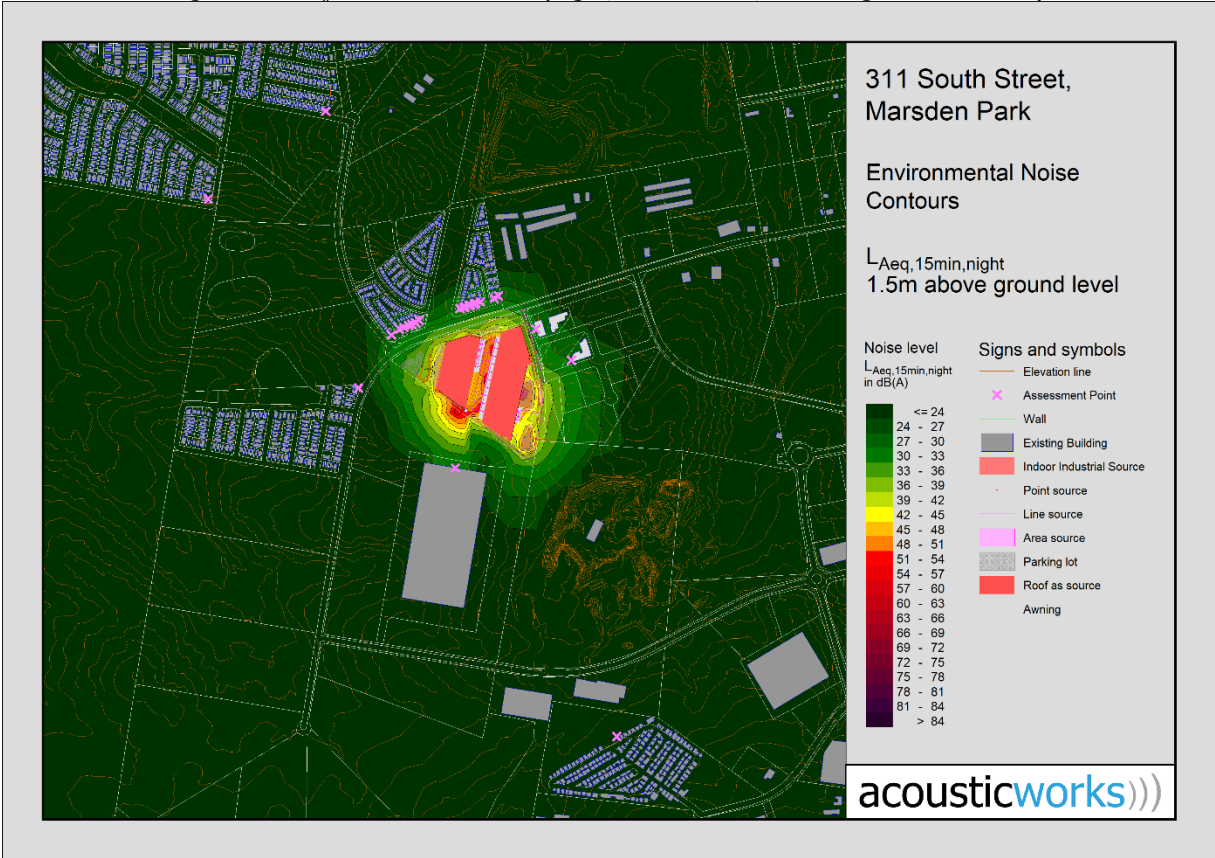 311 South Street,
Marsden Park
Environmental Noise
Contours
LAeq,15min,night
1.5m above ground level
Noise level
LAeq,15min,night
in dB(A)
<= 24
24 - 27
27 - 30
30 - 33
33 - 36
36 - 39
39 - 42
42 - 45
45 - 48
48 - 51
51 - 54
54 - 57
57 - 60
60 - 63
63 - 66
66 - 69
69 - 72
72 - 75
75 - 78
78 - 81
81 - 84
> 84
Signs and symbols
Elevation line
Assessment Point
Wall
Existing Building
Indoor Industrial Source
Point source
Line source
Area source
Parking lot
Roof as source
Awning
acousticworks)))